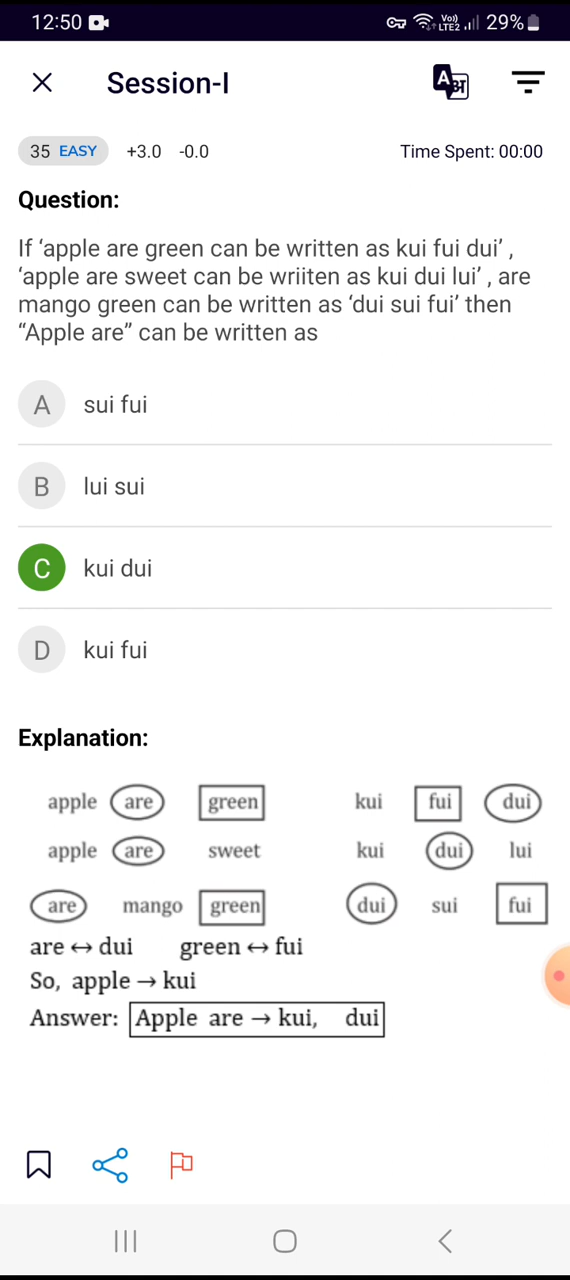 12:50 Vo)) LTE2 29%
Session-I
35 EASY +3.0 -0.0 Time Spent: 00:00
Question:
If ‘apple are green can be written as kui fui dui’ ,
‘apple are sweet can be wriiten as kui dui lui’ , are
mango green can be written as ‘dui sui fui’ then
“Apple are” can be written as
A sui fui
B lui sui
C kui dui
D kui fui
Explanation:
apple are green kui fui dui
apple are sweet kui dui lui
are mango green dui sui fui
are ↔ dui green ↔ fui
So, apple → kui
Answer: Apple are → kui, dui